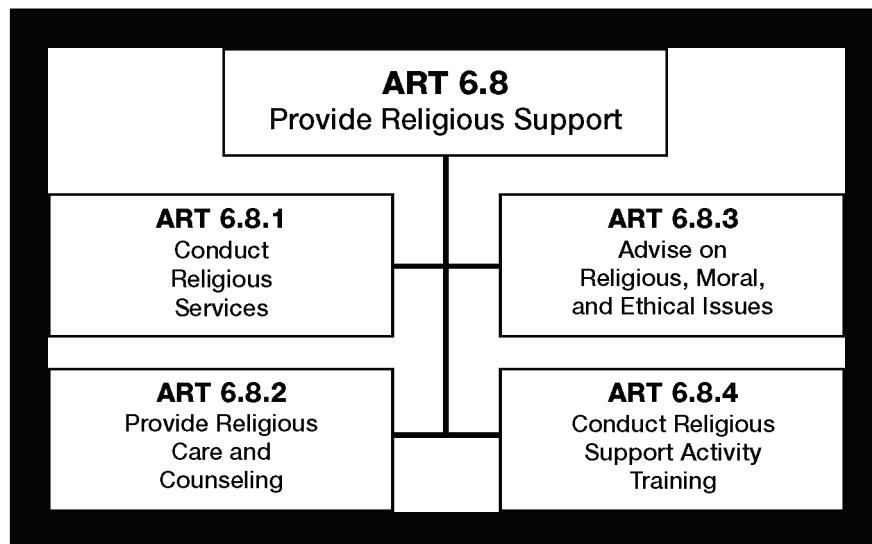 ART 6.8
Provide Religious Support
ART 6.8.1
Conduct
Religious
Services
ART 6.8.2
Provide Religious
Care and
Counseling
ART 6.8.3
Advise on
Religious, Moral,
and Ethical Issues
ART 6.8.4
Conduct Religious
Support Activity
Training